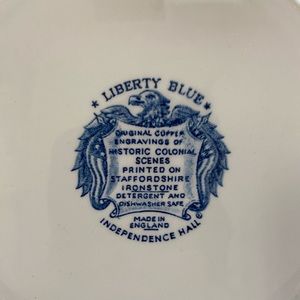 ★ LIBERTY BLUE ★
ORIGINAL COPPER
ENGRAVINGS OF
HISTORIC COLONIAL
SCENES
PRINTED ON
STAFFORDSHIRE
IRONSTONE
DETERGENT AND
DISHWASHER SAFE
MADE IN
ENGLAND
INDEPENDENCE HALL ©